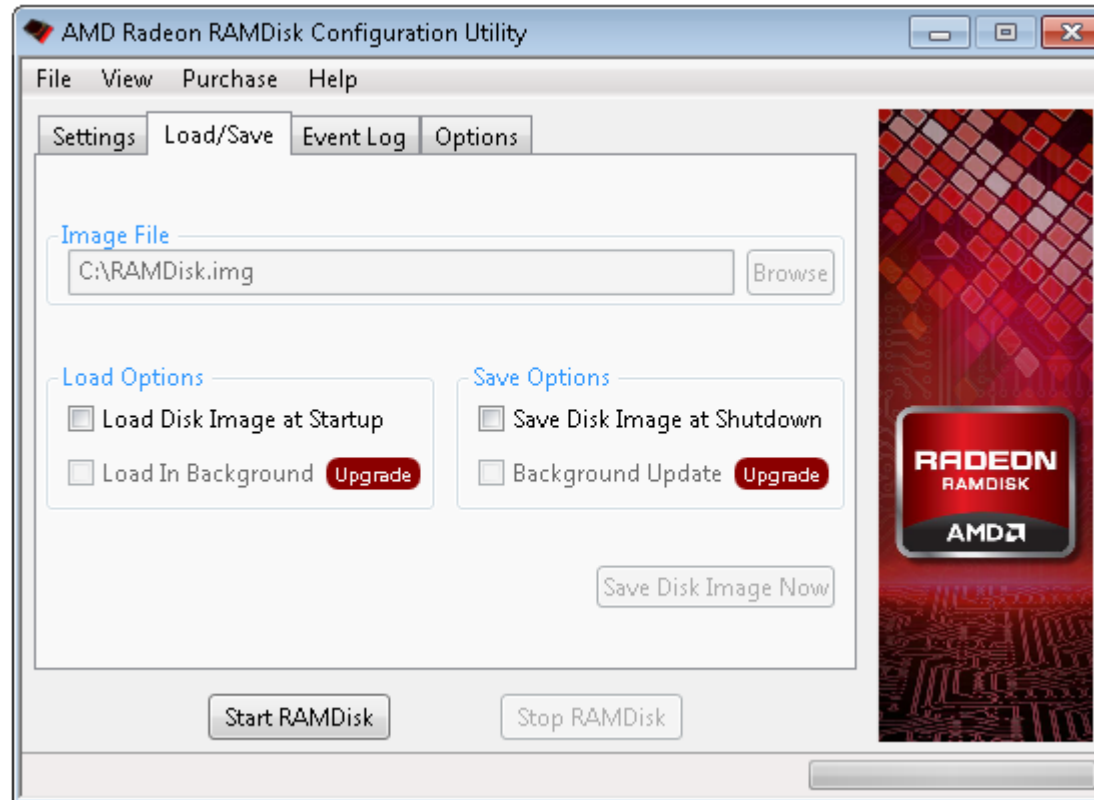 AMD Radeon RAMDisk Configuration Utility
File View Purchase Help
Settings Load/Save Event Log Options
Image File
C:\RAMDisk.img Browse
Load Options Save Options
Load Disk Image at Startup Save Disk Image at Shutdown
Load In Background Upgrade Background Update Upgrade
RADEON
RAMDISK
AMD
Save Disk Image Now
Start RAMDisk Stop RAMDisk